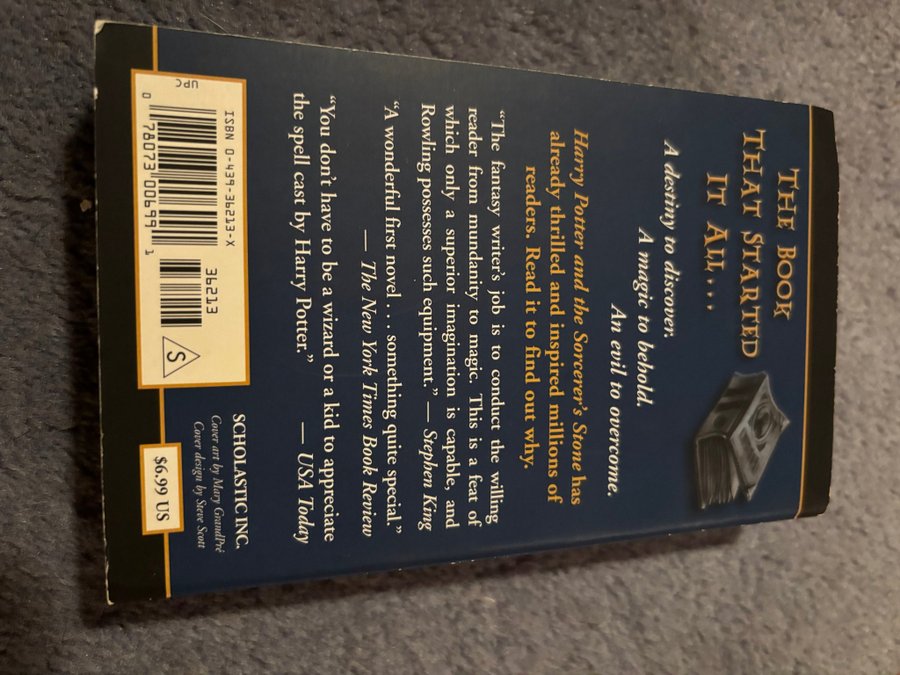 THE BOOK
THAT STARTED
IT ALL...
A destiny to discover.
A magic to behold.
An evil to overcome.
Harry Potter and the Sorcerer's Stone has
already thrilled and inspired millions of
readers. Read it to find out why.
“The fantasy writer's job is to conduct the willing
reader from mundanity to magic. This is a feat of
which only a superior imagination is capable, and
Rowling possesses such equipment.” — Stephen King
“A wonderful first novel . . . something quite special.”
— The New York Times Book Review
“You don't have to be a wizard or a kid to appreciate
the spell cast by Harry Potter.” — USA Today
SCHOLASTIC INC.
Cover art by Mary GrandPré
Cover design by Steve Scott
$6.99 US
ISBN 0-439-36213-X
36213
UPC
0 78073 00699 1
S